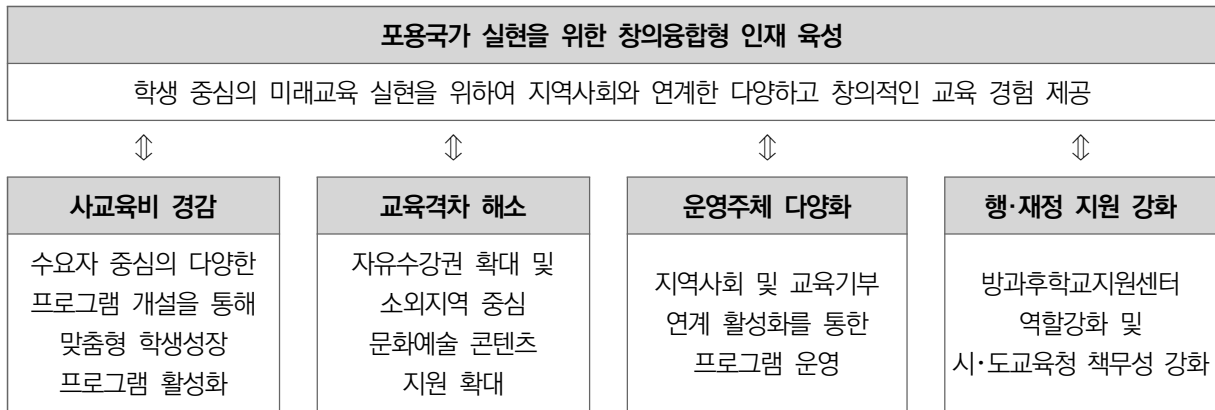 포용국가 실현을 위한 창의융합형 인재 육성
학생 중심의 미래교육 실현을 위하여 지역사회와 연계한 다양하고 창의적인 교육 경험 제공
⇕ ⇕ ⇕ ⇕
사교육비 경감
수요자 중심의 다양한
프로그램 개설을 통해
맞춤형 학생성장
프로그램 활성화
교육격차 해소
자유수강권 확대 및
소외지역 중심
문화예술 콘텐츠
지원 확대
운영주체 다양화
지역사회 및 교육기부
연계 활성화를 통한
프로그램 운영
행·재정 지원 강화
방과후학교지원센터
역할강화 및
시·도교육청 책무성 강화